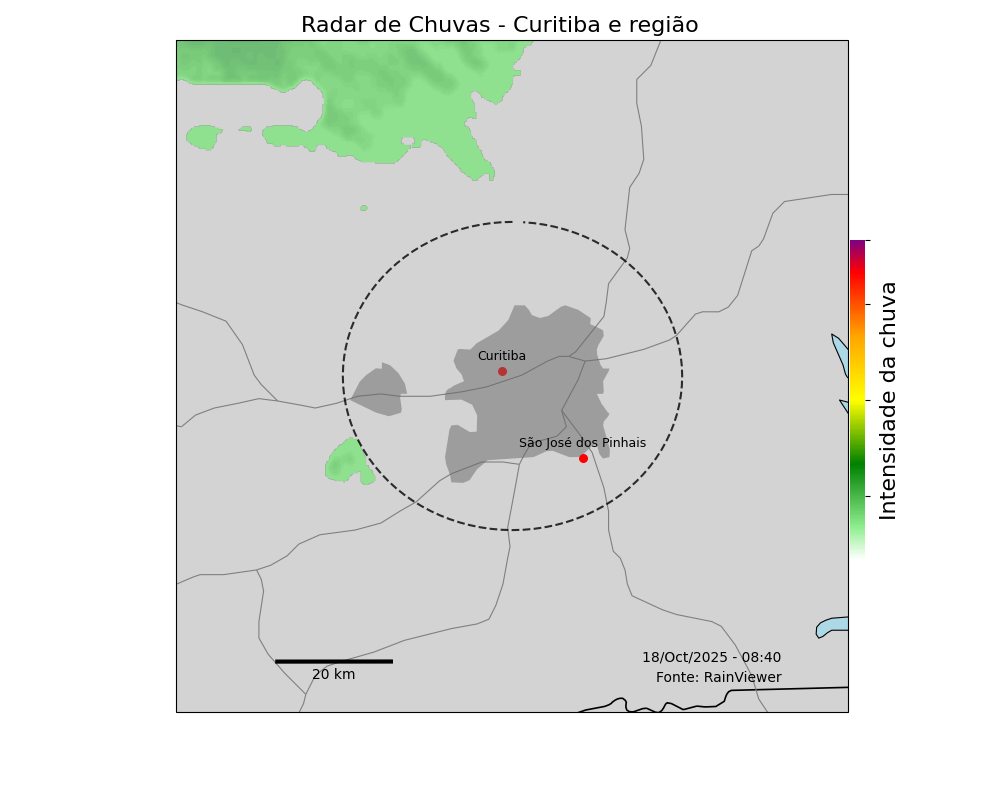 Radar de Chuvas - Curitiba e região
Curitiba
São José dos Pinhais
Intensidade da chuva
20 km
18/Oct/2025 - 08:40
Fonte: RainViewer